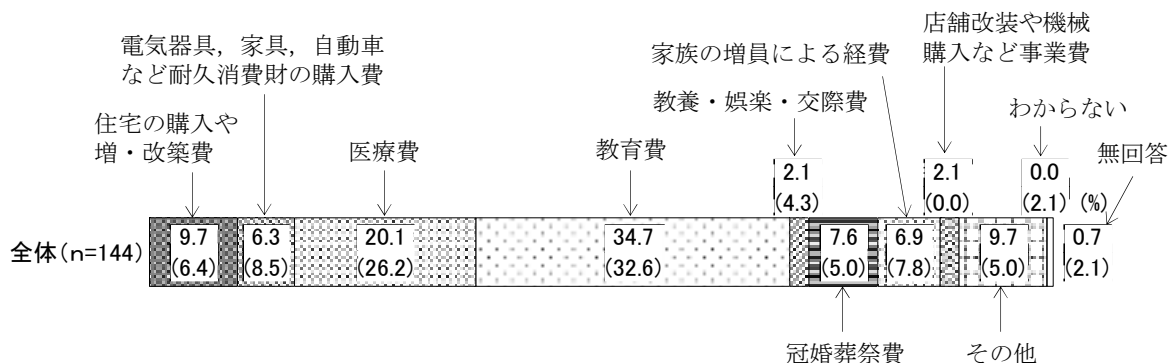 店舗改装や機械
購入など事業費
電気器具，家具，自動車
など耐久消費財の購入費
家族の増員による経費
教養・娯楽・交際費
わからない
住宅の購入や
増・改築費
医療費
教育費
無回答
2.1
(4.3)
2.1
(0.0)
0.0
(2.1)
(%)
全体(n=144)
9.7
(6.4)
6.3
(8.5)
20.1
(26.2)
34.7
(32.6)
7.6
(5.0)
6.9
(7.8)
9.7
(5.0)
0.7
(2.1)
冠婚葬祭費
その他